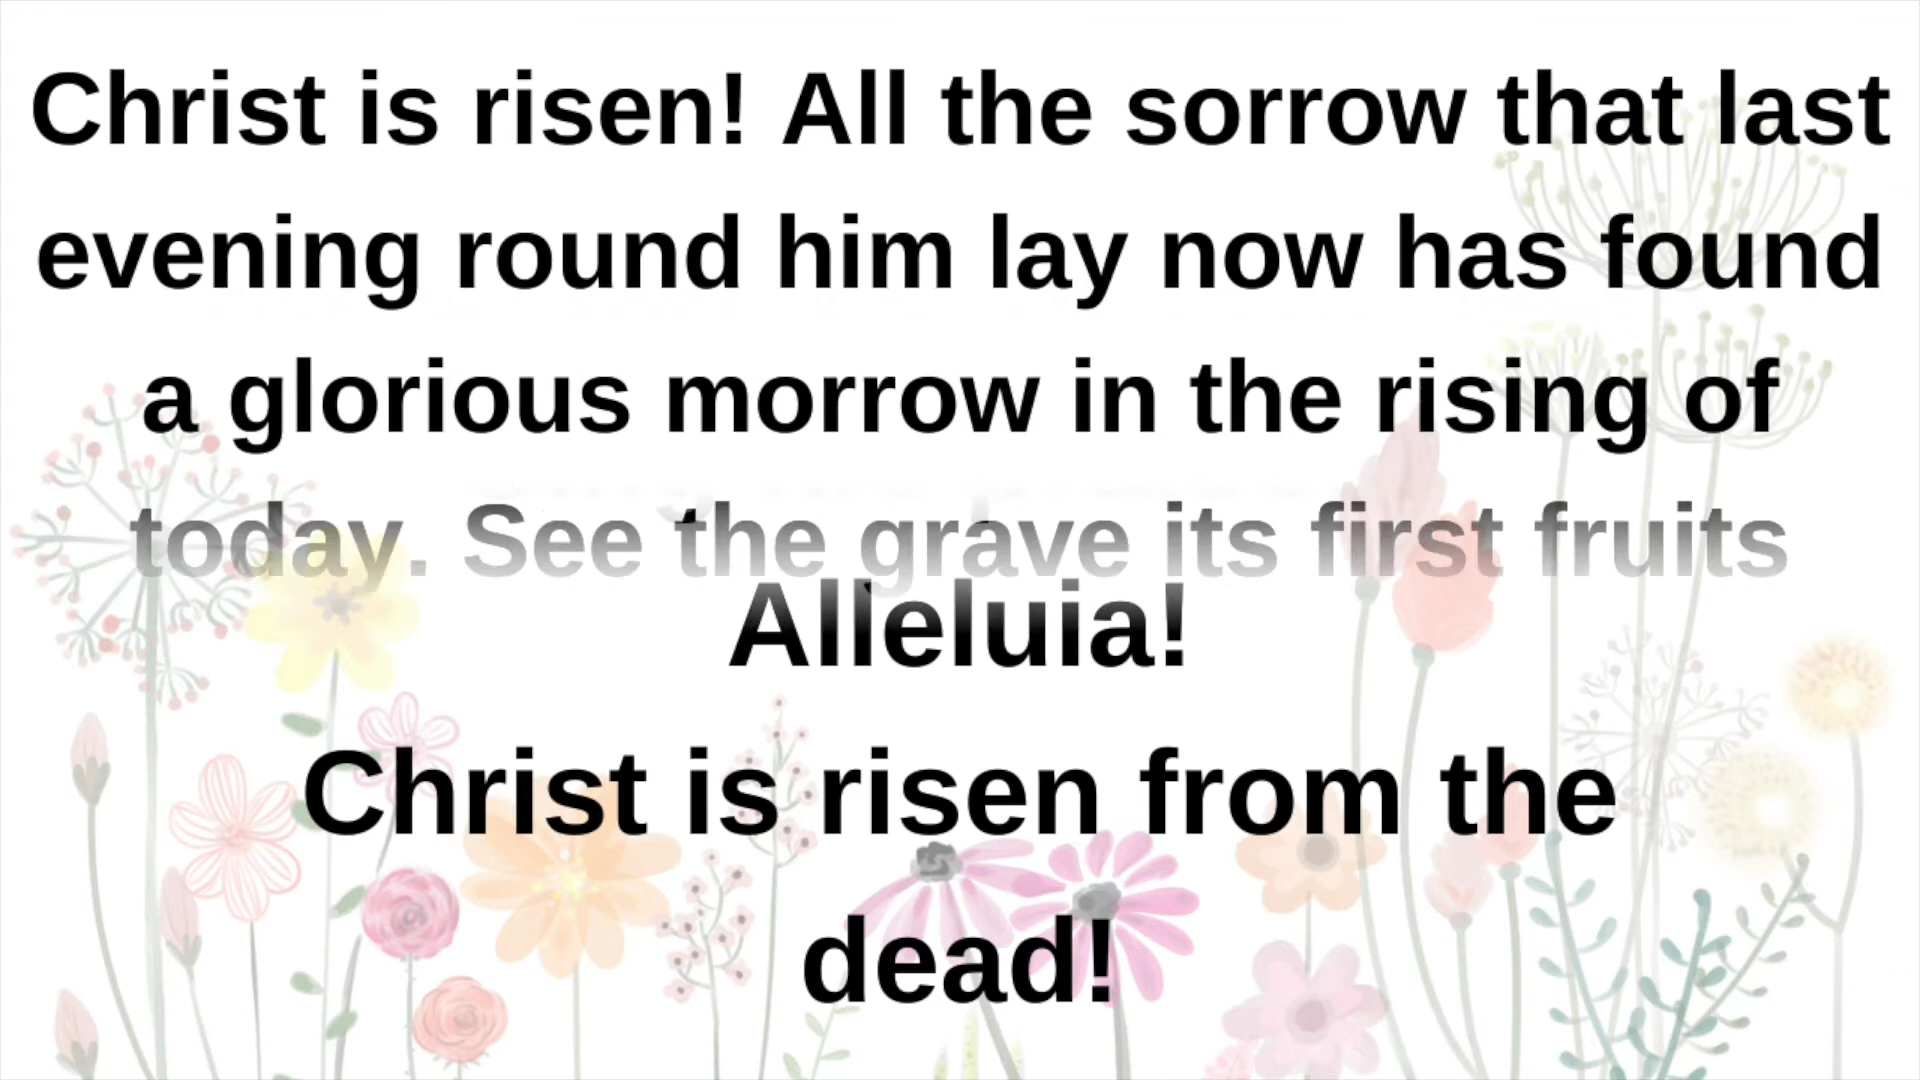 Christ is risen! All the sorrow that last
evening round him lay now has found
a glorious morrow in the rising of
today. See the grave its first fruits
Alleluia!
Christ is risen from the
dead!